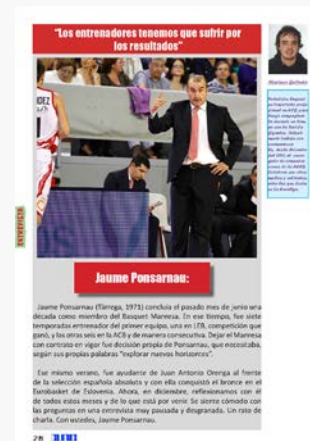 "Los entrenadores tenemos que sufrir por
los resultados"
ENTREVISTA
Jaume Ponsarnau:
Jaume Ponsarnau (Tàrrega, 1971) concluía el pasado mes de junio una
década como miembro del Basquet Manresa. En ese tiempo, fue siete
temporadas entrenador del primer equipo, una en LEB, competición que
ganó, y las otras seis en la ACB y de manera consecutiva. Dejar el Manresa
con contrato en vigor fue decisión propia de Ponsarnau, que necesitaba,
según sus propias palabras "explorar nuevos horizontes".
Ese mismo verano, fue ayudante de Juan Antonio Orenga al frente
de la selección española absoluta y con ella conquistó el bronce en el
Eurobasket de Eslovenia. Ahora, en diciembre, reflexionamos con él
de todos estos meses y de lo que está por venir. Se siente cómodo con
las preguntas en una entrevista muy pausada y desgranada. Un rato de
charla. Con ustedes, Jaume Ponsarnau.
28